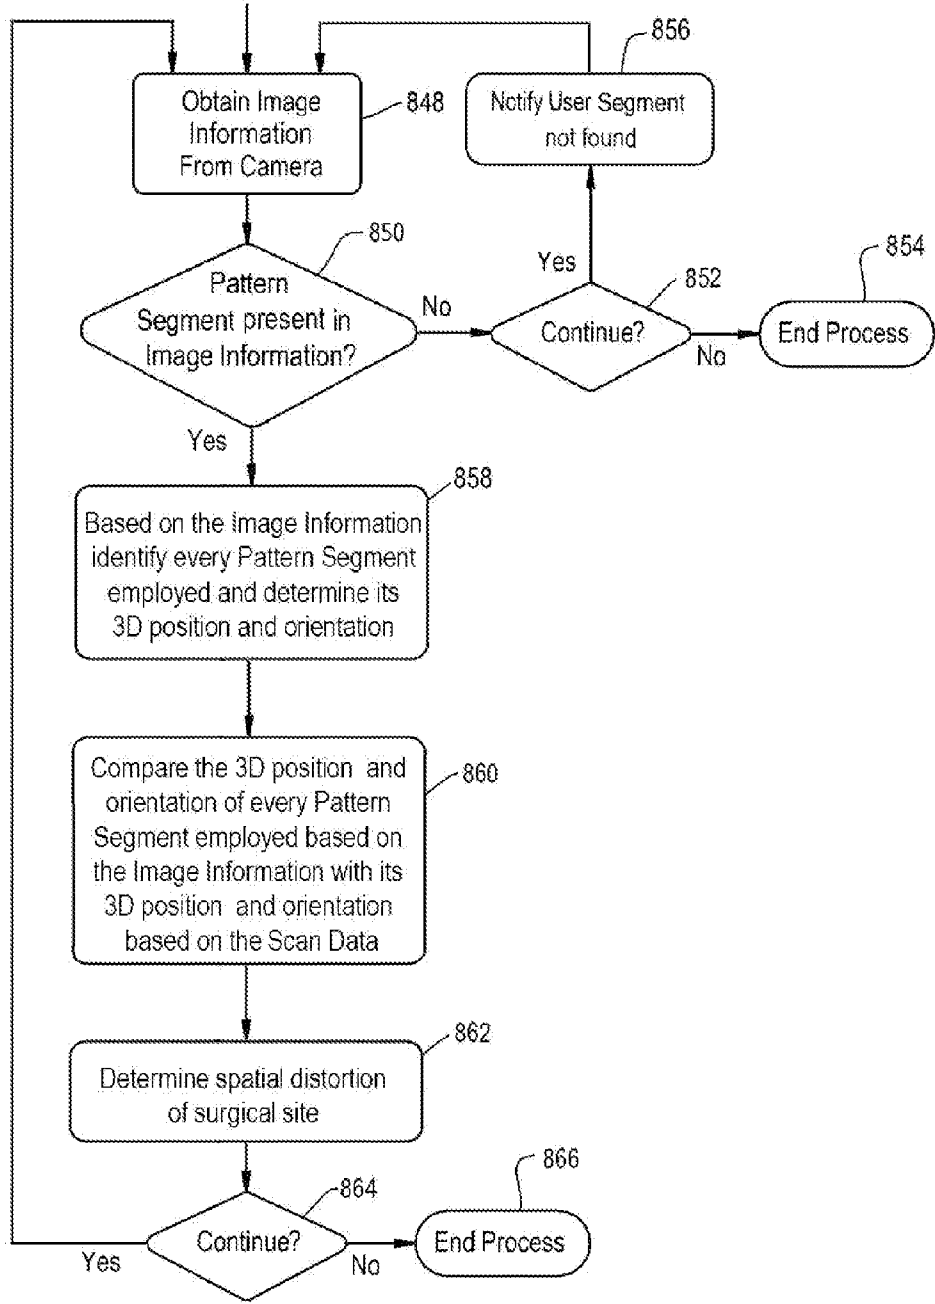 856
Obtain Image
Information
From Camera
848
Notify User Segment
not found
850
Pattern
Segment present in
Image Information?
No
Yes
852
Continue?
No
854
End Process
Yes
858
Based on the Image Information
identify every Pattern Segment
employed and determine its
3D position and orientation
860
Compare the 3D position and
orientation of every Pattern
Segment employed based on
the Image Information with its
3D position and orientation
based on the Scan Data
862
Determine spatial distortion
of surgical site
864
Continue?
Yes
No
866
End Process